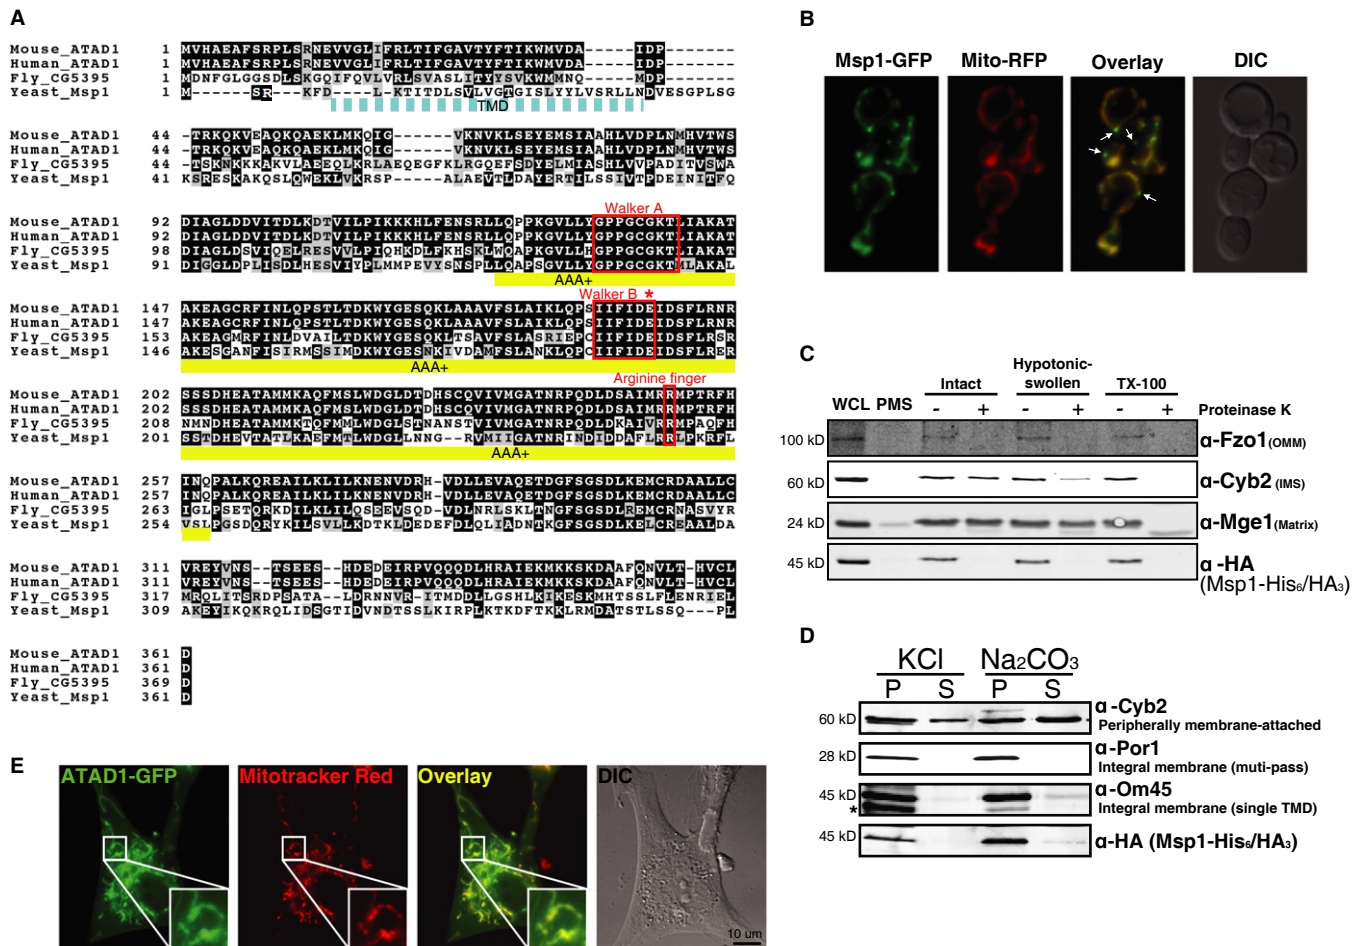 A
Mouse_ATAD1 1 MVHAEAFSRPLSRNEVVGLIFRLTIFGAVTYFTIKWMVDA-----IDP-----
Human_ATAD1 1 MVHAEAFSRPLSRNEVVGLIFRLTIFGAVTYFTIKWMVDA-----IDP-----
Fly_CG5395 1
Yeast_Msp1 1
TMD
Mouse_ATAD1 44 TRKQKVEAQKQAEKLMKQIG------VKNVKLSEYEMSIAAHLVDPLNMHVTWS
Human_ATAD1 44 TRKQKVEAQKQAEKLMKQIG------VKNVKLSEYEMSIAAHLVDPLNMHVTWS
Fly_CG5395 44 TSKNKKKAKVLAEEQLKRLAEQEGFKLRGQEFSDYELMIASHLVVPADITVSWA
Yeast_Msp1 41 KSRESKAKQSLQWEKLVKRSP-----ALAEVTLDAYERTILSSIVTPDEINITFQ
Walker A
Mouse_ATAD1 92 DIAGLDDVITDLKDTVILPIKKKHLFENSRLLQPPKGVLLYGPPGCGKTLIAKAT
Human_ATAD1 92 DIAGLDDVITDLKDTVILPIKKKHLFENSRLLQPPKGVLLYGPPGCGKTLIAKAT
Fly_CG5395 98 DIAGLDSVIQELRESVVLPIQHKDLFKHSKLWQAPKGVLLHGPPGCGKTLIAKAT
Yeast_Msp1 91 DIGGLDPLISDLHESVIYPLMMPEVYSNSPLLQAPSGVLLYGPPGCGKTMLAKAL
AAA+
Walker B *
Mouse_ATAD1 147 AKEAGCRFINLQPSTLTDKWYGESQKLAAAVFSLAIKLQPSIIFIDEIDSFLRNR
Human_ATAD1 147 AKEAGCRFINLQPSTLTDKWYGESQKLAAAVFSLAIKLQPSIIFIDEIDSFLRNR
Fly_CG5395 153 AKEAGMRFINLDVAILTDKWYGESQKLTSAVFSLASRIEPCIIFIDEIDSFLRSR
Yeast_Msp1 146 AKESGANFISIRMSSIMDKWYGESNKIVDAMFSLANKLQPCIIFIDEIDSFLRER
AAA+
Arginine finger
Mouse_ATAD1 202 SSSDHEATAMMKAQFMSLWDGLDTDHSCQVIVMGATNRPQDLDSAIMRRMPTRFH
Human_ATAD1 202 SSSDHEATAMMKAQFMSLWDGLDTDHSCQVIVMGATNRPQDLDSAIMRRMPTRFH
Fly_CG5395 208 NMNDHEATAMMKTQFMMLWDGLSTNANSTVIVMGATNRPQDLDKAIVRRMPAQFH
Yeast_Msp1 201 SSTDHEVTATLKAEFMTLWDGLLNNG-RVMIIGATNRINDIDDAFLRRLPKRFL
AAA+
Mouse_ATAD1 257 INQPALKQREAILKLILKNENVDRH-VDLLEVAQETDGFSGSDLKEMCRDAALLC
Human_ATAD1 257 INQPALKQREAILKLILKNENVDRH-VDLLEVAQETDGFSGSDLKEMCRDAALLC
Fly_CG5395 263 IGLPSETQRKDILKLILQSEEVSQD-VDLNRLSKLTNGFSGSDLREMCRNASVYR
Yeast_Msp1 254 VSLPGSDQRYKILSVLLKDTKLDEDEFDLQLIADNTKGFSGSDLKELCREAALDA
Mouse_ATAD1 311 VREYVNS--TSEES--HDEDEIRPVQQQDLHRAIEKMKKSKDAAFQNVLT-HVCL
Human_ATAD1 311 VREYVNS--TSEES--HDEDEIRPVQQQDLHRAIEKMKKSKDAAFQNVLT-HVCL
Fly_CG5395 317 MRQLITSRDPSATA---LDRNNVRITMDDLLGSHLKIKESKMHTSSLFLENRIEL
Yeast_Msp1 309 AKEYIKQKRQLIDSGTIDVNDTSSLKIRPLKTKDFTKKLRMDATSTLSSQ---PL
Mouse_ATAD1 361 D
Human_ATAD1 361 D
Fly_CG5395 369 D
Yeast_Msp1 361 D
B
Msp1-GFP Mito-RFP Overlay DIC
C
Intact Hypotonic-swollen TX-100
WCL PMS - + - + - + Proteinase K
100 kD α-Fzo1 (OMM)
60 kD α-Cyb2 (IMS)
24 kD α-Mge1 (Matrix)
45 kD α-HA
(Msp1-His₆/HA₃)
D
KCl Na₂CO₃
P S P S
60 kD α-Cyb2
Peripherally membrane-attached
28 kD α-Por1
Integral membrane (muti-pass)
45 kD α-Om45
* Integral membrane (single TMD)
45 kD α-HA (Msp1-His₆/HA₃)
E
ATAD1-GFP Mitotracker Red Overlay DIC
10 um